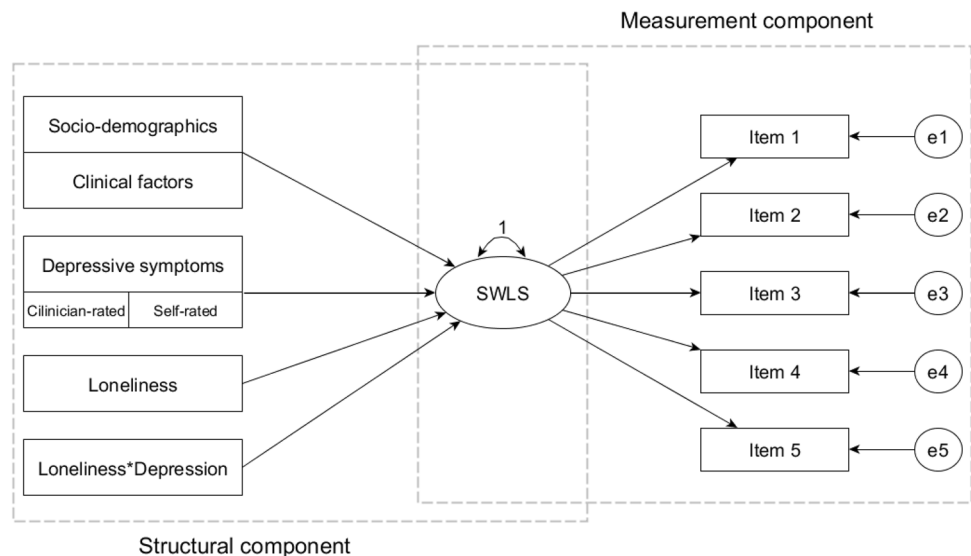 Measurement component
Socio-demographics
Clinical factors
Depressive symptoms
Cilinician-rated
Self-rated
Loneliness
Loneliness*Depression
1
SWLS
Item 1
e1
Item 2
e2
Item 3
e3
Item 4
e4
Item 5
e5
Structural component